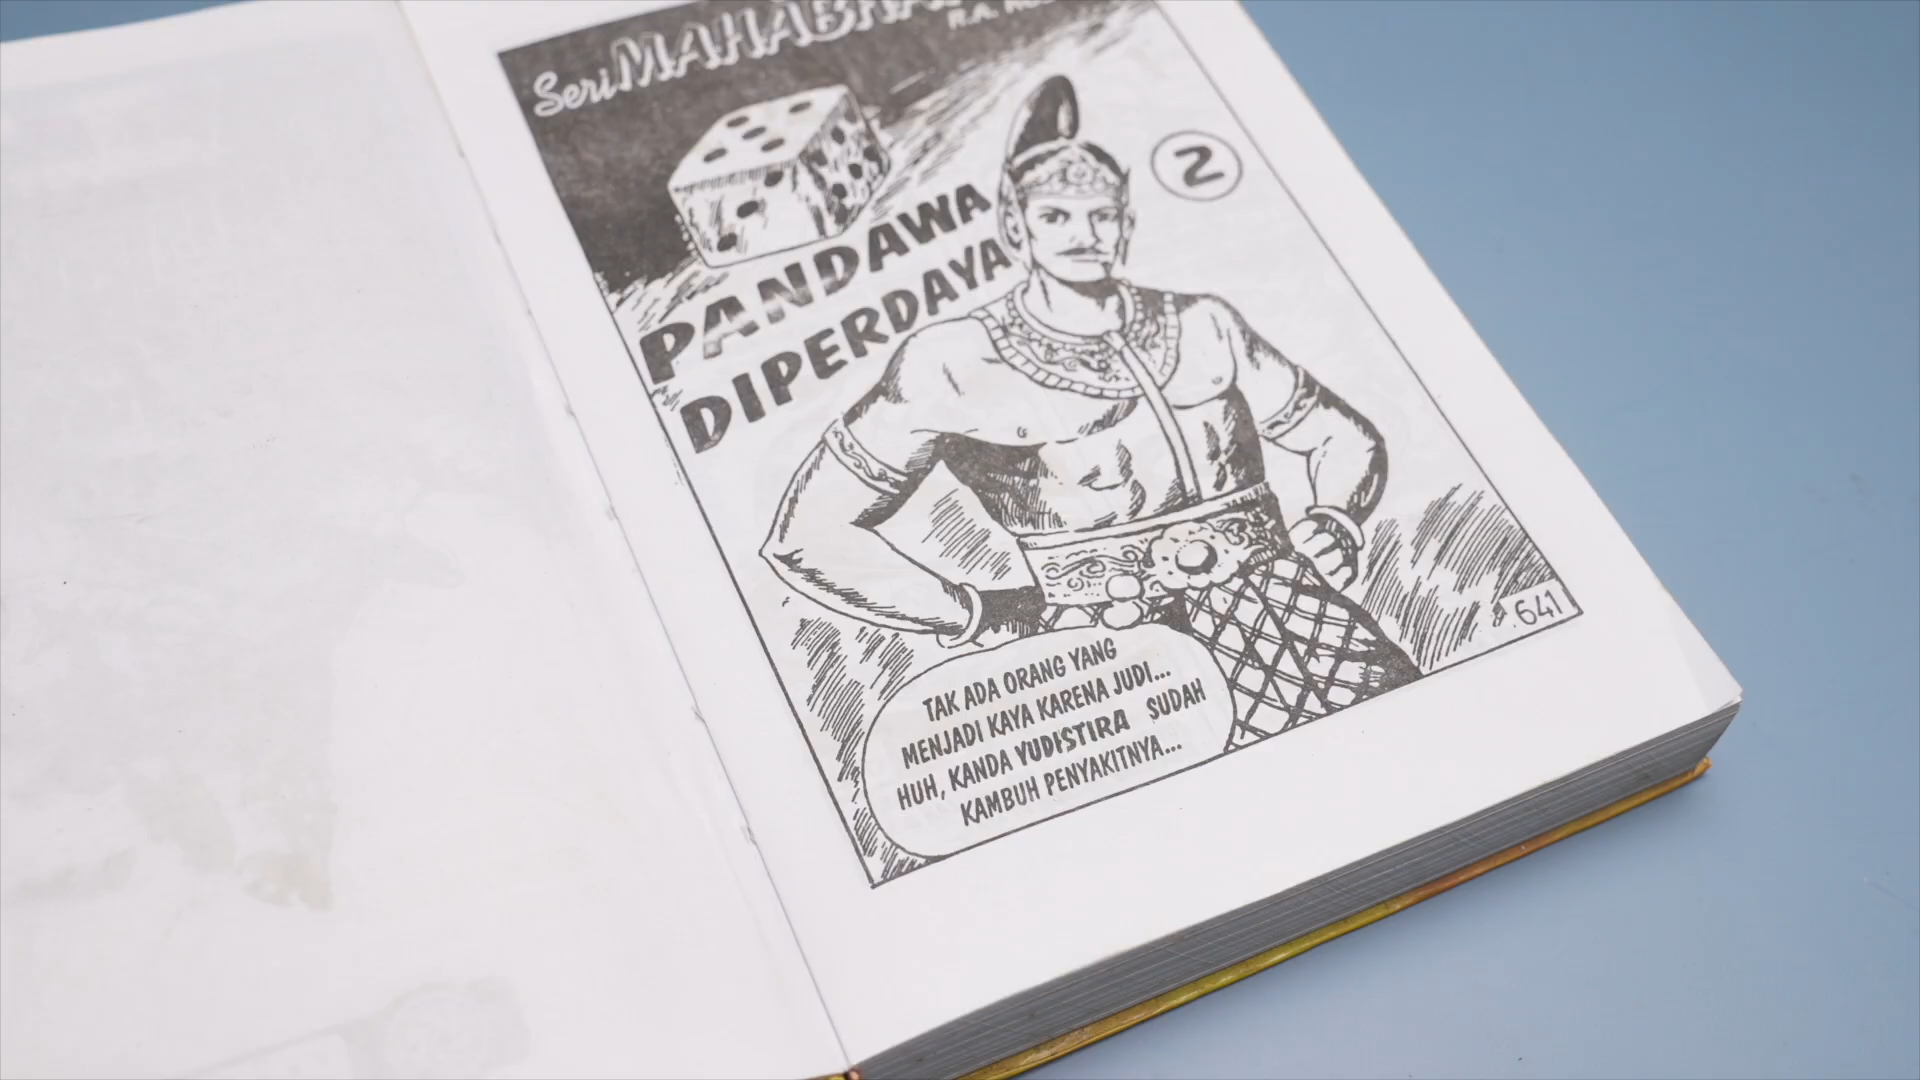 Seri
R.A.
2
PANDAWA
DIPERDAYA
TAK ADA ORANG YANG
MENJADI KAYA KARENA JUDI...
HUH, KANDA YUDISTIRA SUDAH
KAMBUH PENYAKITNYA...
641